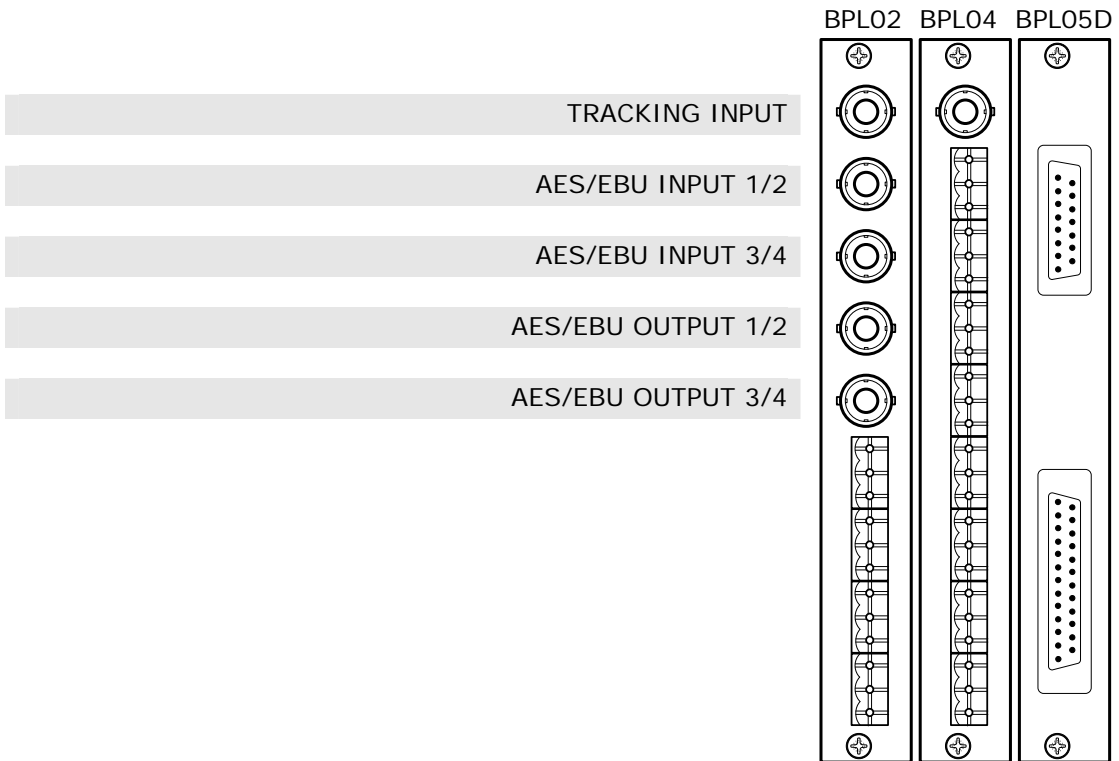 BPL02 BPL04 BPL05D
TRACKING INPUT
AES/EBU INPUT 1/2
AES/EBU INPUT 3/4
AES/EBU OUTPUT 1/2
AES/EBU OUTPUT 3/4